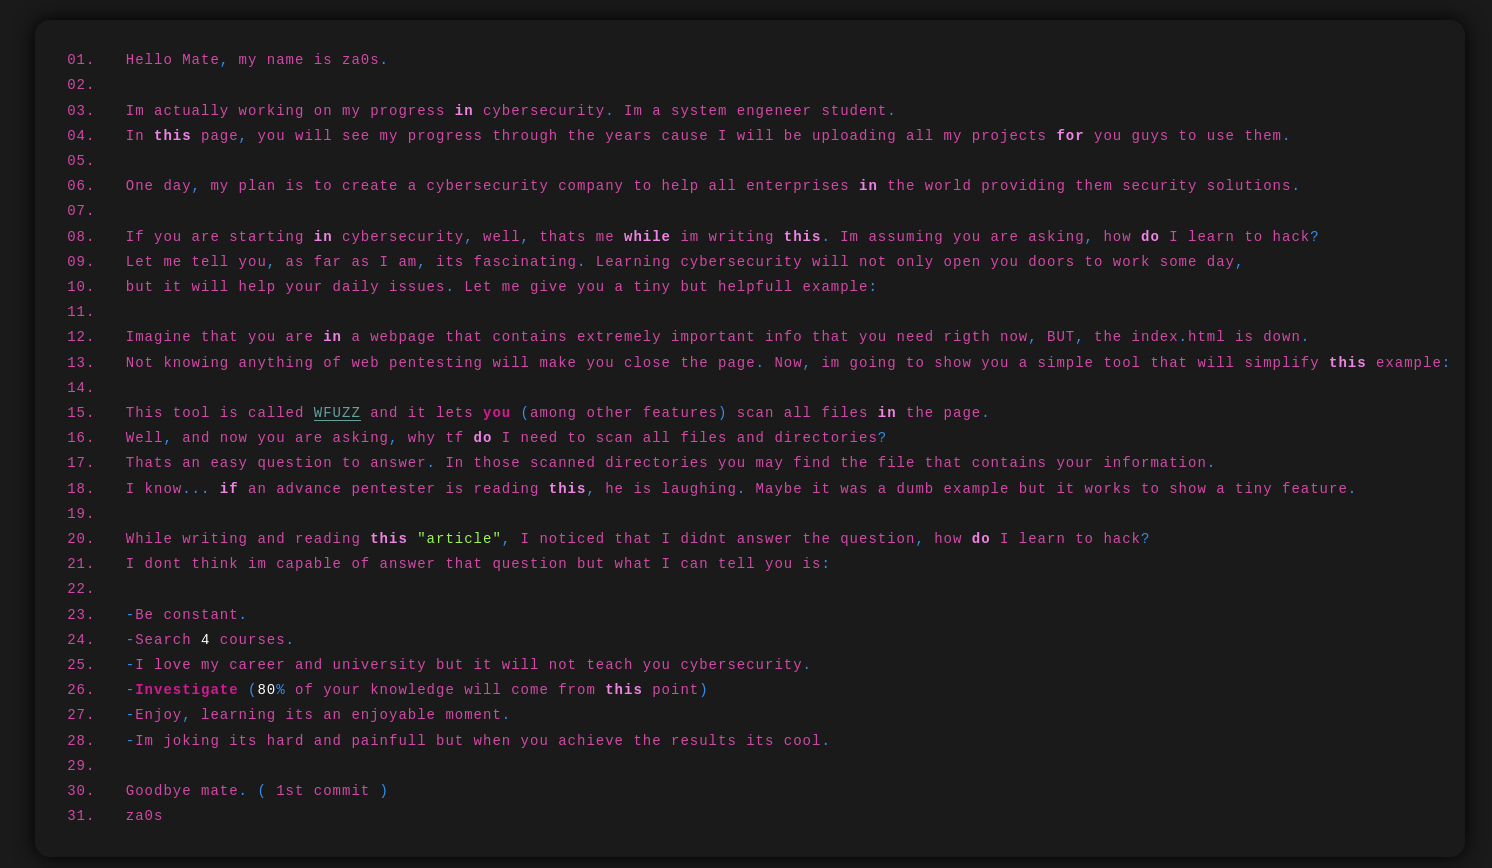 01. Hello Mate, my name is za0s.
02.
03. Im actually working on my progress in cybersecurity. Im a system engeneer student.
04. In this page, you will see my progress through the years cause I will be uploading all my projects for you guys to use them.
05.
06. One day, my plan is to create a cybersecurity company to help all enterprises in the world providing them security solutions.
07.
08. If you are starting in cybersecurity, well, thats me while im writing this. Im assuming you are asking, how do I learn to hack?
09. Let me tell you, as far as I am, its fascinating. Learning cybersecurity will not only open you doors to work some day,
10. but it will help your daily issues. Let me give you a tiny but helpfull example:
11.
12. Imagine that you are in a webpage that contains extremely important info that you need rigth now, BUT, the index.html is down.
13. Not knowing anything of web pentesting will make you close the page. Now, im going to show you a simple tool that will simplify this example:
14.
15. This tool is called WFUZZ and it lets you (among other features) scan all files in the page.
16. Well, and now you are asking, why tf do I need to scan all files and directories?
17. Thats an easy question to answer. In those scanned directories you may find the file that contains your information.
18. I know... if an advance pentester is reading this, he is laughing. Maybe it was a dumb example but it works to show a tiny feature.
19.
20. While writing and reading this "article", I noticed that I didnt answer the question, how do I learn to hack?
21. I dont think im capable of answer that question but what I can tell you is:
22.
23. -Be constant.
24. -Search 4 courses.
25. -I love my career and university but it will not teach you cybersecurity.
26. -Investigate (80% of your knowledge will come from this point)
27. -Enjoy, learning its an enjoyable moment.
28. -Im joking its hard and painfull but when you achieve the results its cool.
29.
30. Goodbye mate. ( 1st commit )
31. za0s